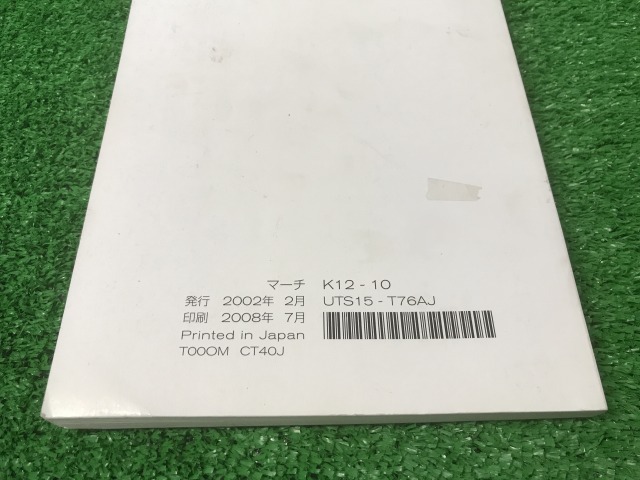 マーチ K12-10
発行 2002年 2月 UTS15-T76AJ
印刷 2008年 7月
Printed in Japan
T00OM CT40J